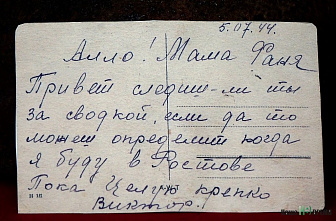 5.07.44.
Алло! Мама Фаня
Привет следиш-ли ты
за сводкой, если да то
можеш определит когда
я буду в Ростове
Пока Целую крепко
Виктор.